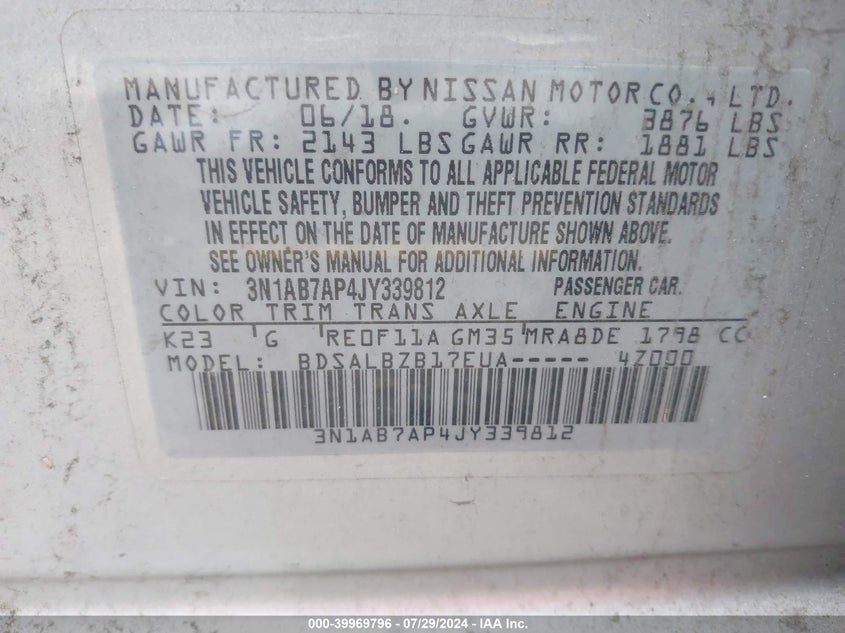 MANUFACTURED BY NISSAN MOTOR CO., LTD.
DATE: 06/18. GVWR: 3876 LBS
GAWR FR: 2143 LBS GAWR RR: 1881 LBS
THIS VEHICLE CONFORMS TO ALL APPLICABLE FEDERAL MOTOR
VEHICLE SAFETY, BUMPER AND THEFT PREVENTION STANDARDS
IN EFFECT ON THE DATE OF MANUFACTURE SHOWN ABOVE.
SEE OWNER'S MANUAL FOR ADDITIONAL INFORMATION.
VIN: 3N1AB7AP4JY339812 PASSENGER CAR.
COLOR TRIM TRANS AXLE ENGINE
K23 G RE0F11A GM35 MRA8DE 1798 CC
MODEL: BDSALBZB17EUA----- 4Z000
3N1AB7AP4JY339812
000-39969796 - 07/29/2024 - IAA Inc.